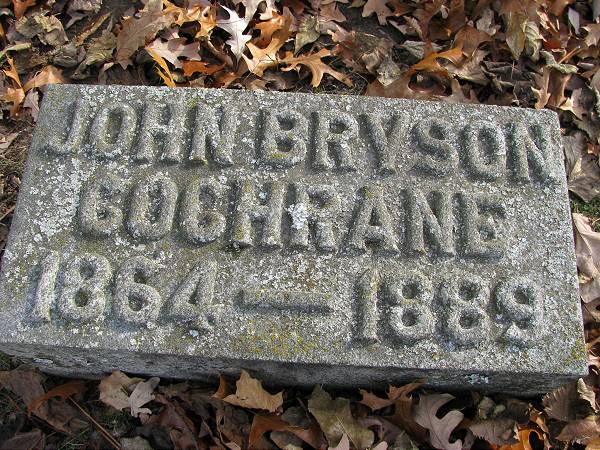 JOHN BRYSON
COCHRANE
1864 — 1889